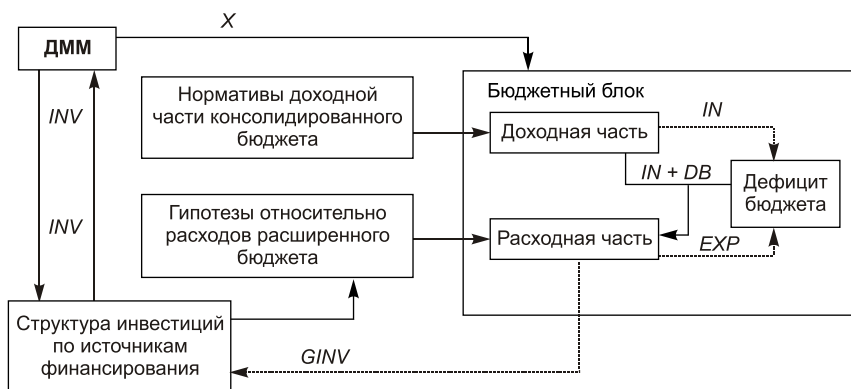 X
ДММ
INV
INV
Нормативы доходной
части консолидированного
бюджета
Гипотезы относительно
расходов расширенного
бюджета
Структура инвестиций
по источникам
финансирования
Бюджетный блок
Доходная часть
IN
IN + DB
Дефицит
бюджета
Расходная часть
EXP
GINV